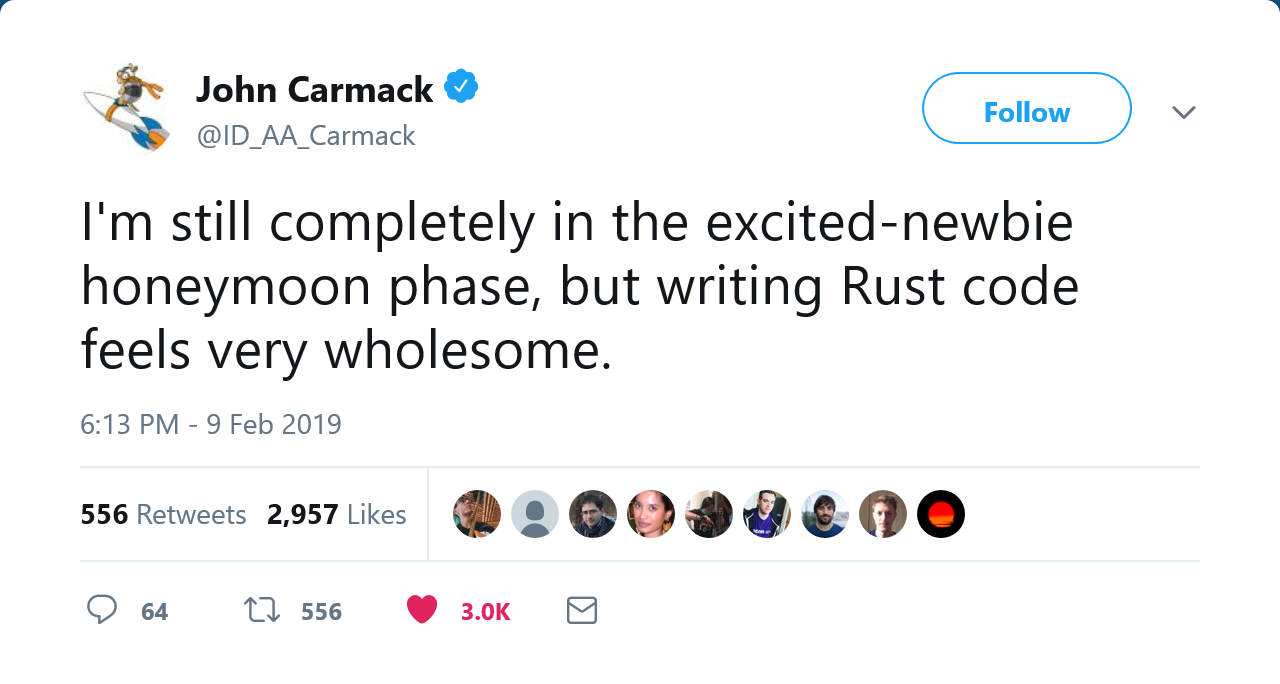 John Carmack
@ID_AA_Carmack
Follow
I'm still completely in the excited-newbie
honeymoon phase, but writing Rust code
feels very wholesome.
6:13 PM - 9 Feb 2019
556 Retweets 2,957 Likes
64 556 3.0K